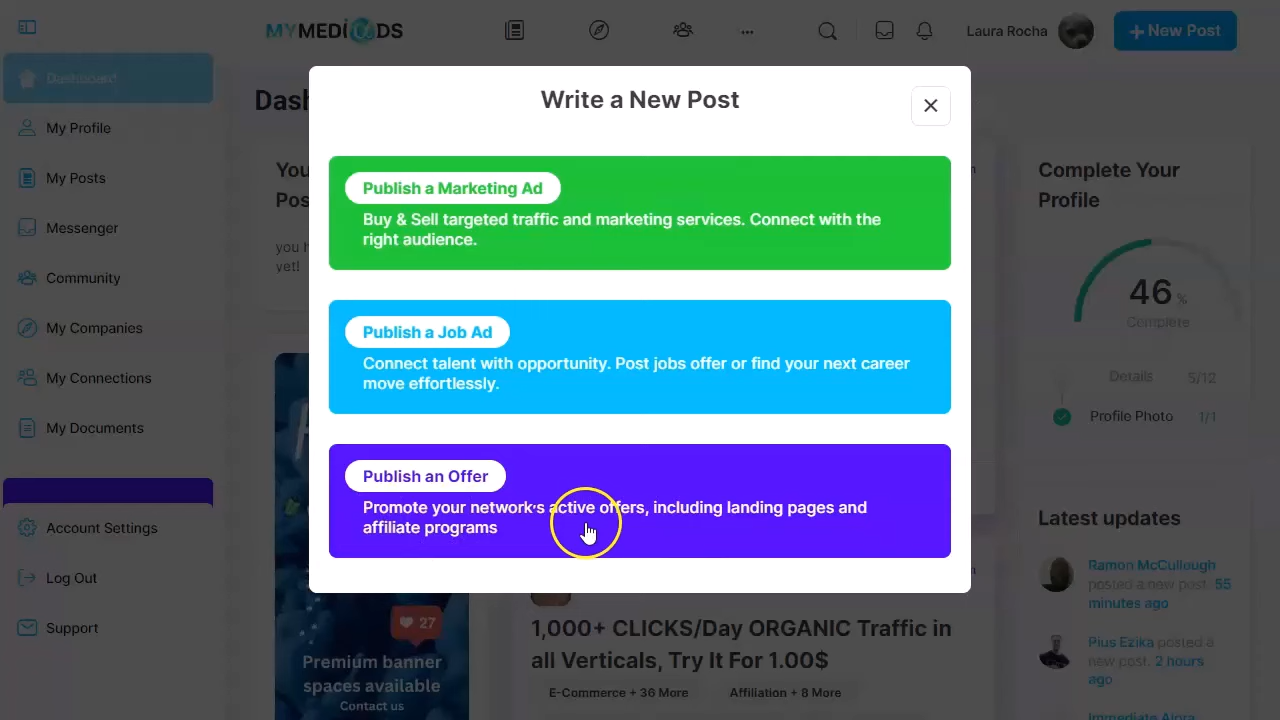 MYMEDIADS
Laura Rocha
+ New Post
Dashboard
My Profile
My Posts
Messenger
Community
My Companies
My Connections
My Documents
Account Settings
Log Out
Support
Write a New Post
Publish a Marketing Ad
Buy & Sell targeted traffic and marketing services. Connect with the
right audience.
Publish a Job Ad
Connect talent with opportunity. Post jobs offer or find your next career
move effortlessly.
Publish an Offer
Promote your network's active offers, including landing pages and
affiliate programs
27
Premium banner
spaces available
Contact us
1,000+ CLICKS/Day ORGANIC Traffic in
all Verticals, Try It For 1.00$
E-Commerce + 36 More
Affiliation + 8 More
Complete Your
Profile
46 %
Complete
Details 5/12
Profile Photo 1/1
Latest updates
Ramon McCullough
posted a new post. 55
minutes ago
Pius Ezika posted a
new post. 2 hours
ago